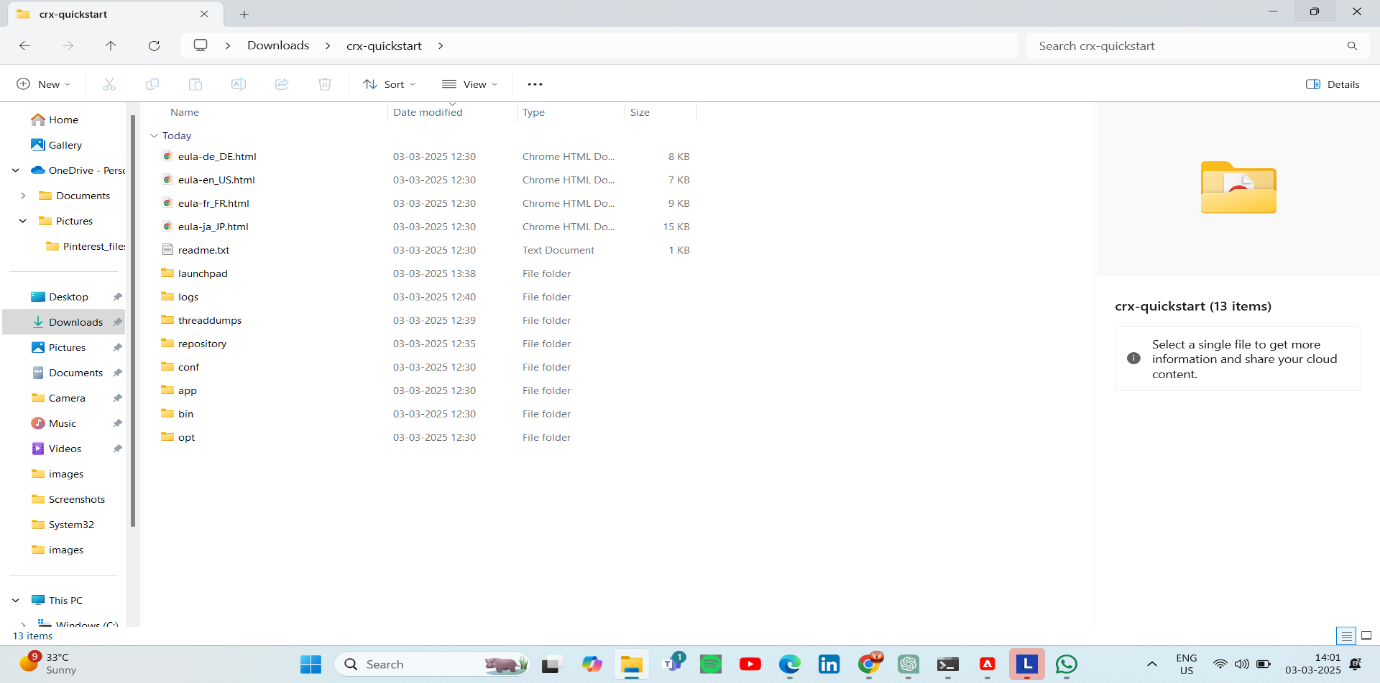 crx-quickstart
Downloads > crx-quickstart >
Search crx-quickstart
New
Sort
View
Details
Name Date modified Type Size
Today
eula-de_DE.html 03-03-2025 12:30 Chrome HTML Do... 8 KB
eula-en_US.html 03-03-2025 12:30 Chrome HTML Do... 7 KB
eula-fr_FR.html 03-03-2025 12:30 Chrome HTML Do... 9 KB
eula-ja_JP.html 03-03-2025 12:30 Chrome HTML Do... 15 KB
readme.txt 03-03-2025 12:30 Text Document 1 KB
launchpad 03-03-2025 13:38 File folder
logs 03-03-2025 12:40 File folder
threaddumps 03-03-2025 12:39 File folder
repository 03-03-2025 12:35 File folder
conf 03-03-2025 12:30 File folder
app 03-03-2025 12:30 File folder
bin 03-03-2025 12:30 File folder
opt 03-03-2025 12:30 File folder
Home
Gallery
OneDrive - Perso
Documents
Pictures
Pinterest_files
Desktop
Downloads
Pictures
Documents
Camera
Music
Videos
images
Screenshots
System32
images
This PC
Windows (C:)
13 items
crx-quickstart (13 items)
Select a single file to get more
information and share your cloud
content.
9
33°C
Sunny
Search
1
L
ENG
US
14:01
03-03-2025